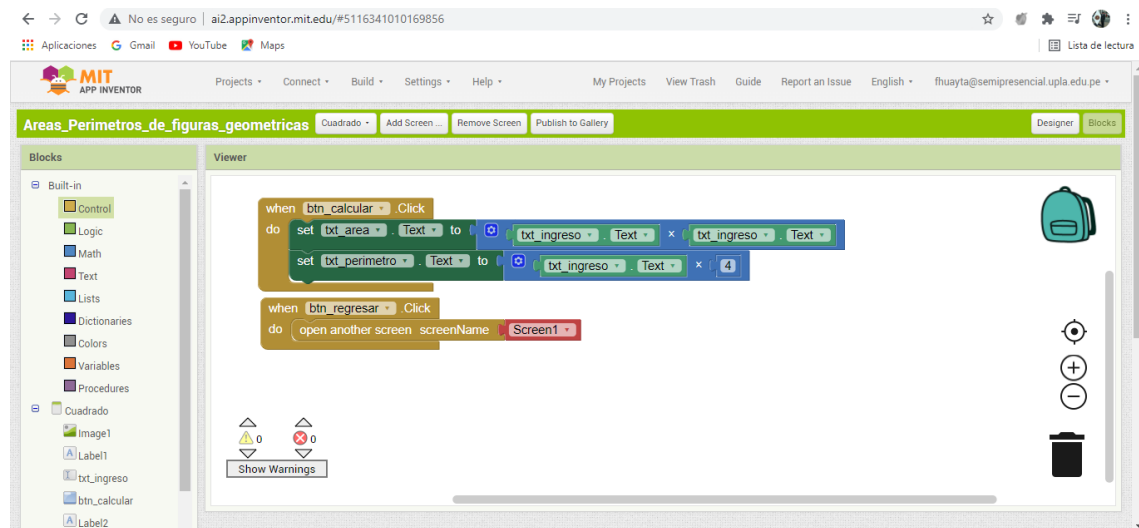 No es seguro | ai2.appinventor.mit.edu/#5116341010169856
Aplicaciones G Gmail YouTube Maps Lista de lectura
MIT
APP INVENTOR
Projects Connect Build Settings Help My Projects View Trash Guide Report an Issue English fhuayta@semipresencial.upla.edu.pe
Areas_Perimetros_de_figuras_geometricas Cuadrado Add Screen ... Remove Screen Publish to Gallery Designer Blocks
Blocks Viewer
Built-in
Control
Logic
Math
Text
Lists
Dictionaries
Colors
Variables
Procedures
Cuadrado
Image1
A Label1
txt_ingreso
btn_calcular
A Label2
when btn_calcular .Click
do set txt_area . Text to txt_ingreso . Text × txt_ingreso . Text
set txt_perimetro . Text to txt_ingreso . Text × 4
when btn_regresar .Click
do open another screen screenName Screen1
0 0
Show Warnings